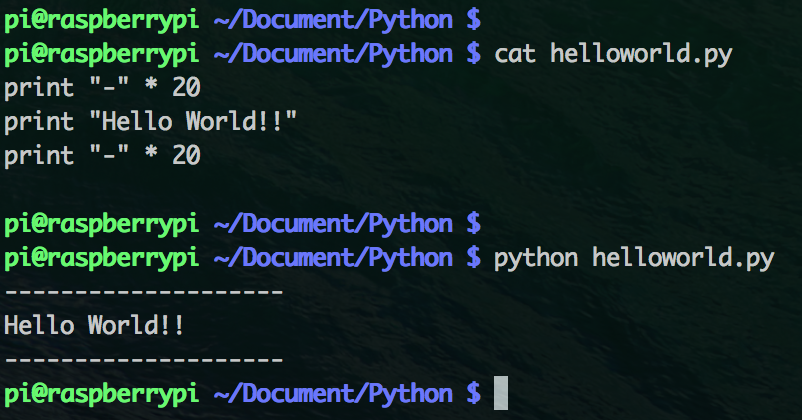 pi@raspberrypi ~/Document/Python $
pi@raspberrypi ~/Document/Python $ cat helloworld.py
print "-" * 20
print "Hello World!!"
print "-" * 20
pi@raspberrypi ~/Document/Python $
pi@raspberrypi ~/Document/Python $ python helloworld.py
--------------------
Hello World!!
--------------------
pi@raspberrypi ~/Document/Python $